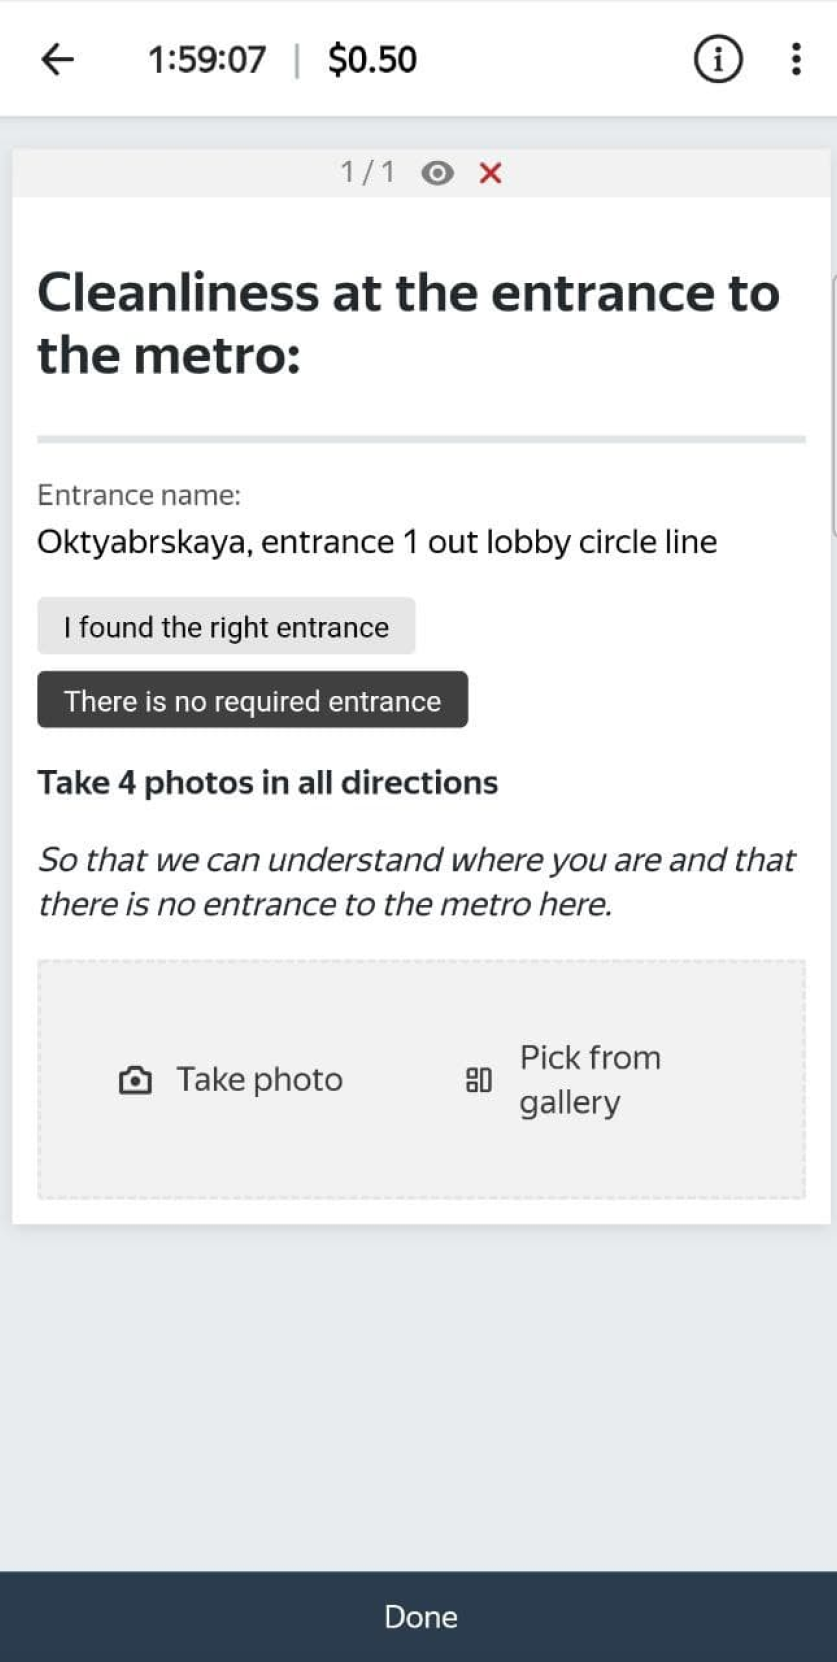 1:59:07 | $0.50
1 / 1
Cleanliness at the entrance to
the metro:
Entrance name:
Oktyabrskaya, entrance 1 out lobby circle line
I found the right entrance
There is no required entrance
Take 4 photos in all directions
So that we can understand where you are and that
there is no entrance to the metro here.
Take photo
Pick from
gallery
Done